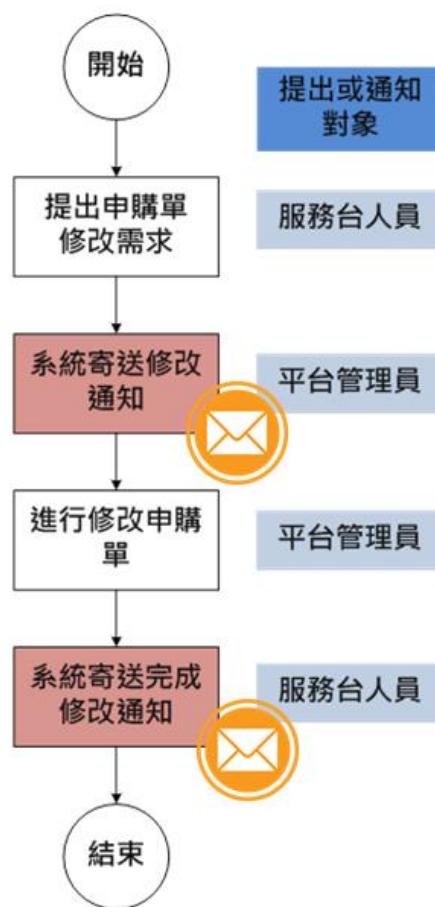 開始
提出或通知
對象
提出申購單
修改需求
服務台人員
系統寄送修改
通知
平台管理員
進行修改申購
單
平台管理員
系統寄送完成
修改通知
服務台人員
結束